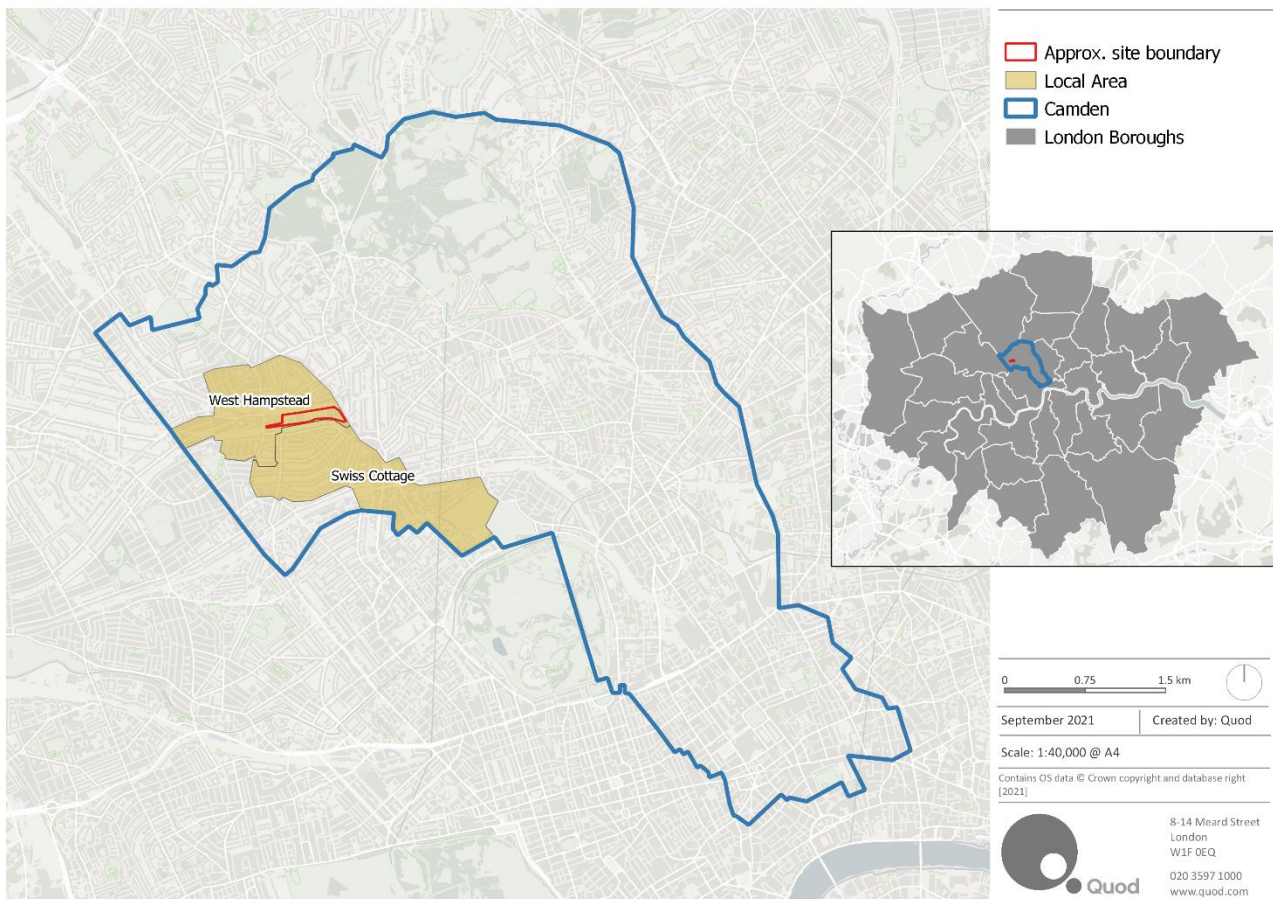 Approx. site boundary
Local Area
Camden
London Boroughs
West Hampstead
Swiss Cottage
0 0.75 1.5 km
September 2021
Created by: Quod
Scale: 1:40,000 @ A4
Contains OS data © Crown copyright and database right
[2021]
Quod
8-14 Meard Street
London
W1F 0EQ
020 3597 1000
www.quod.com